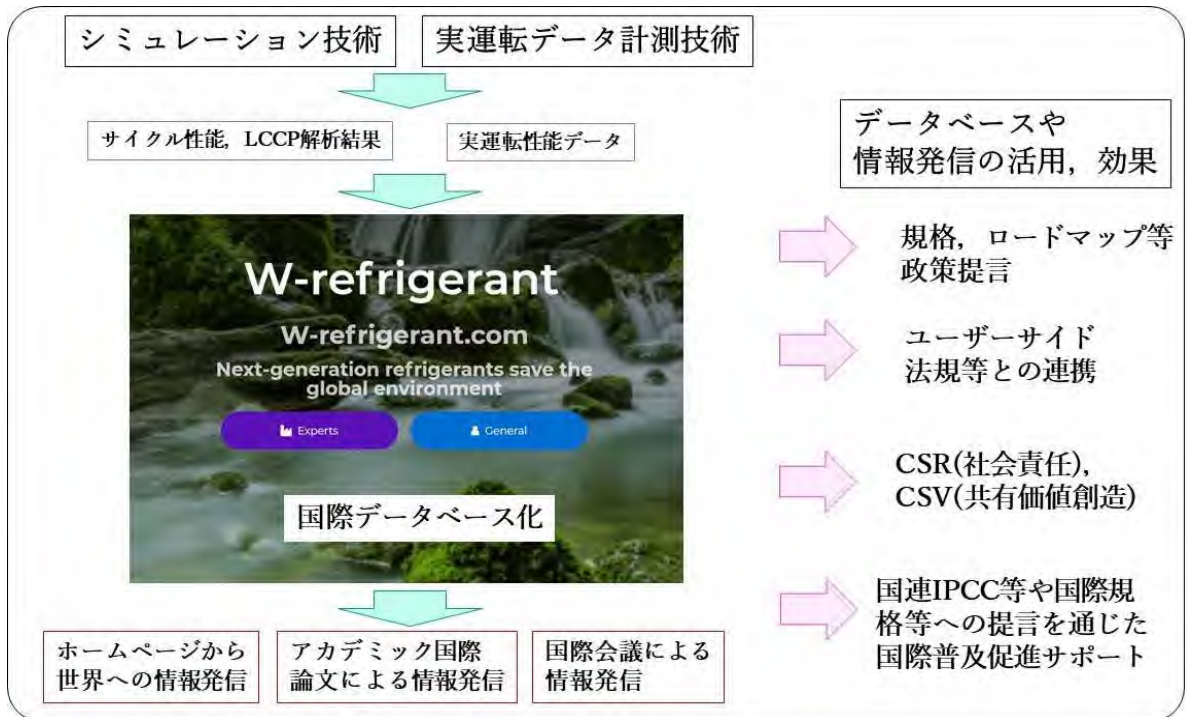 シミュレーション技術
実運転データ計測技術
サイクル性能，LCCP解析結果
実運転性能データ
W-refrigerant
W-refrigerant.com
Next-generation refrigerants save the
global environment
Experts
General
国際データベース化
ホームページから
世界への情報発信
アカデミック国際
論文による情報発信
国際会議による
情報発信
データベースや
情報発信の活用，効果
規格，ロードマップ等
政策提言
ユーザーサイド
法規等との連携
CSR(社会責任)，
CSV(共有価値創造)
国連IPCC等や国際規
格等への提言を通じた
国際普及促進サポート